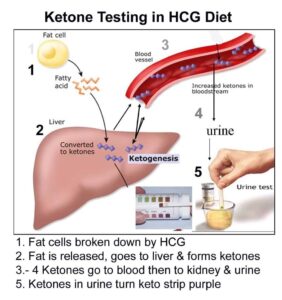 Ketone Testing in HCG Diet
Fat cell
1
1
Fatty
acid
Blood
vessel
3
Increased ketones in
bloodstream
4
urine
2
Liver
Converted
to ketones
Ketogenesis
5
Urine test
1. Fat cells broken down by HCG
2. Fat is released, goes to liver & forms ketones
3.- 4 Ketones go to blood then to kidney & urine
5. Ketones in urine turn keto strip purple